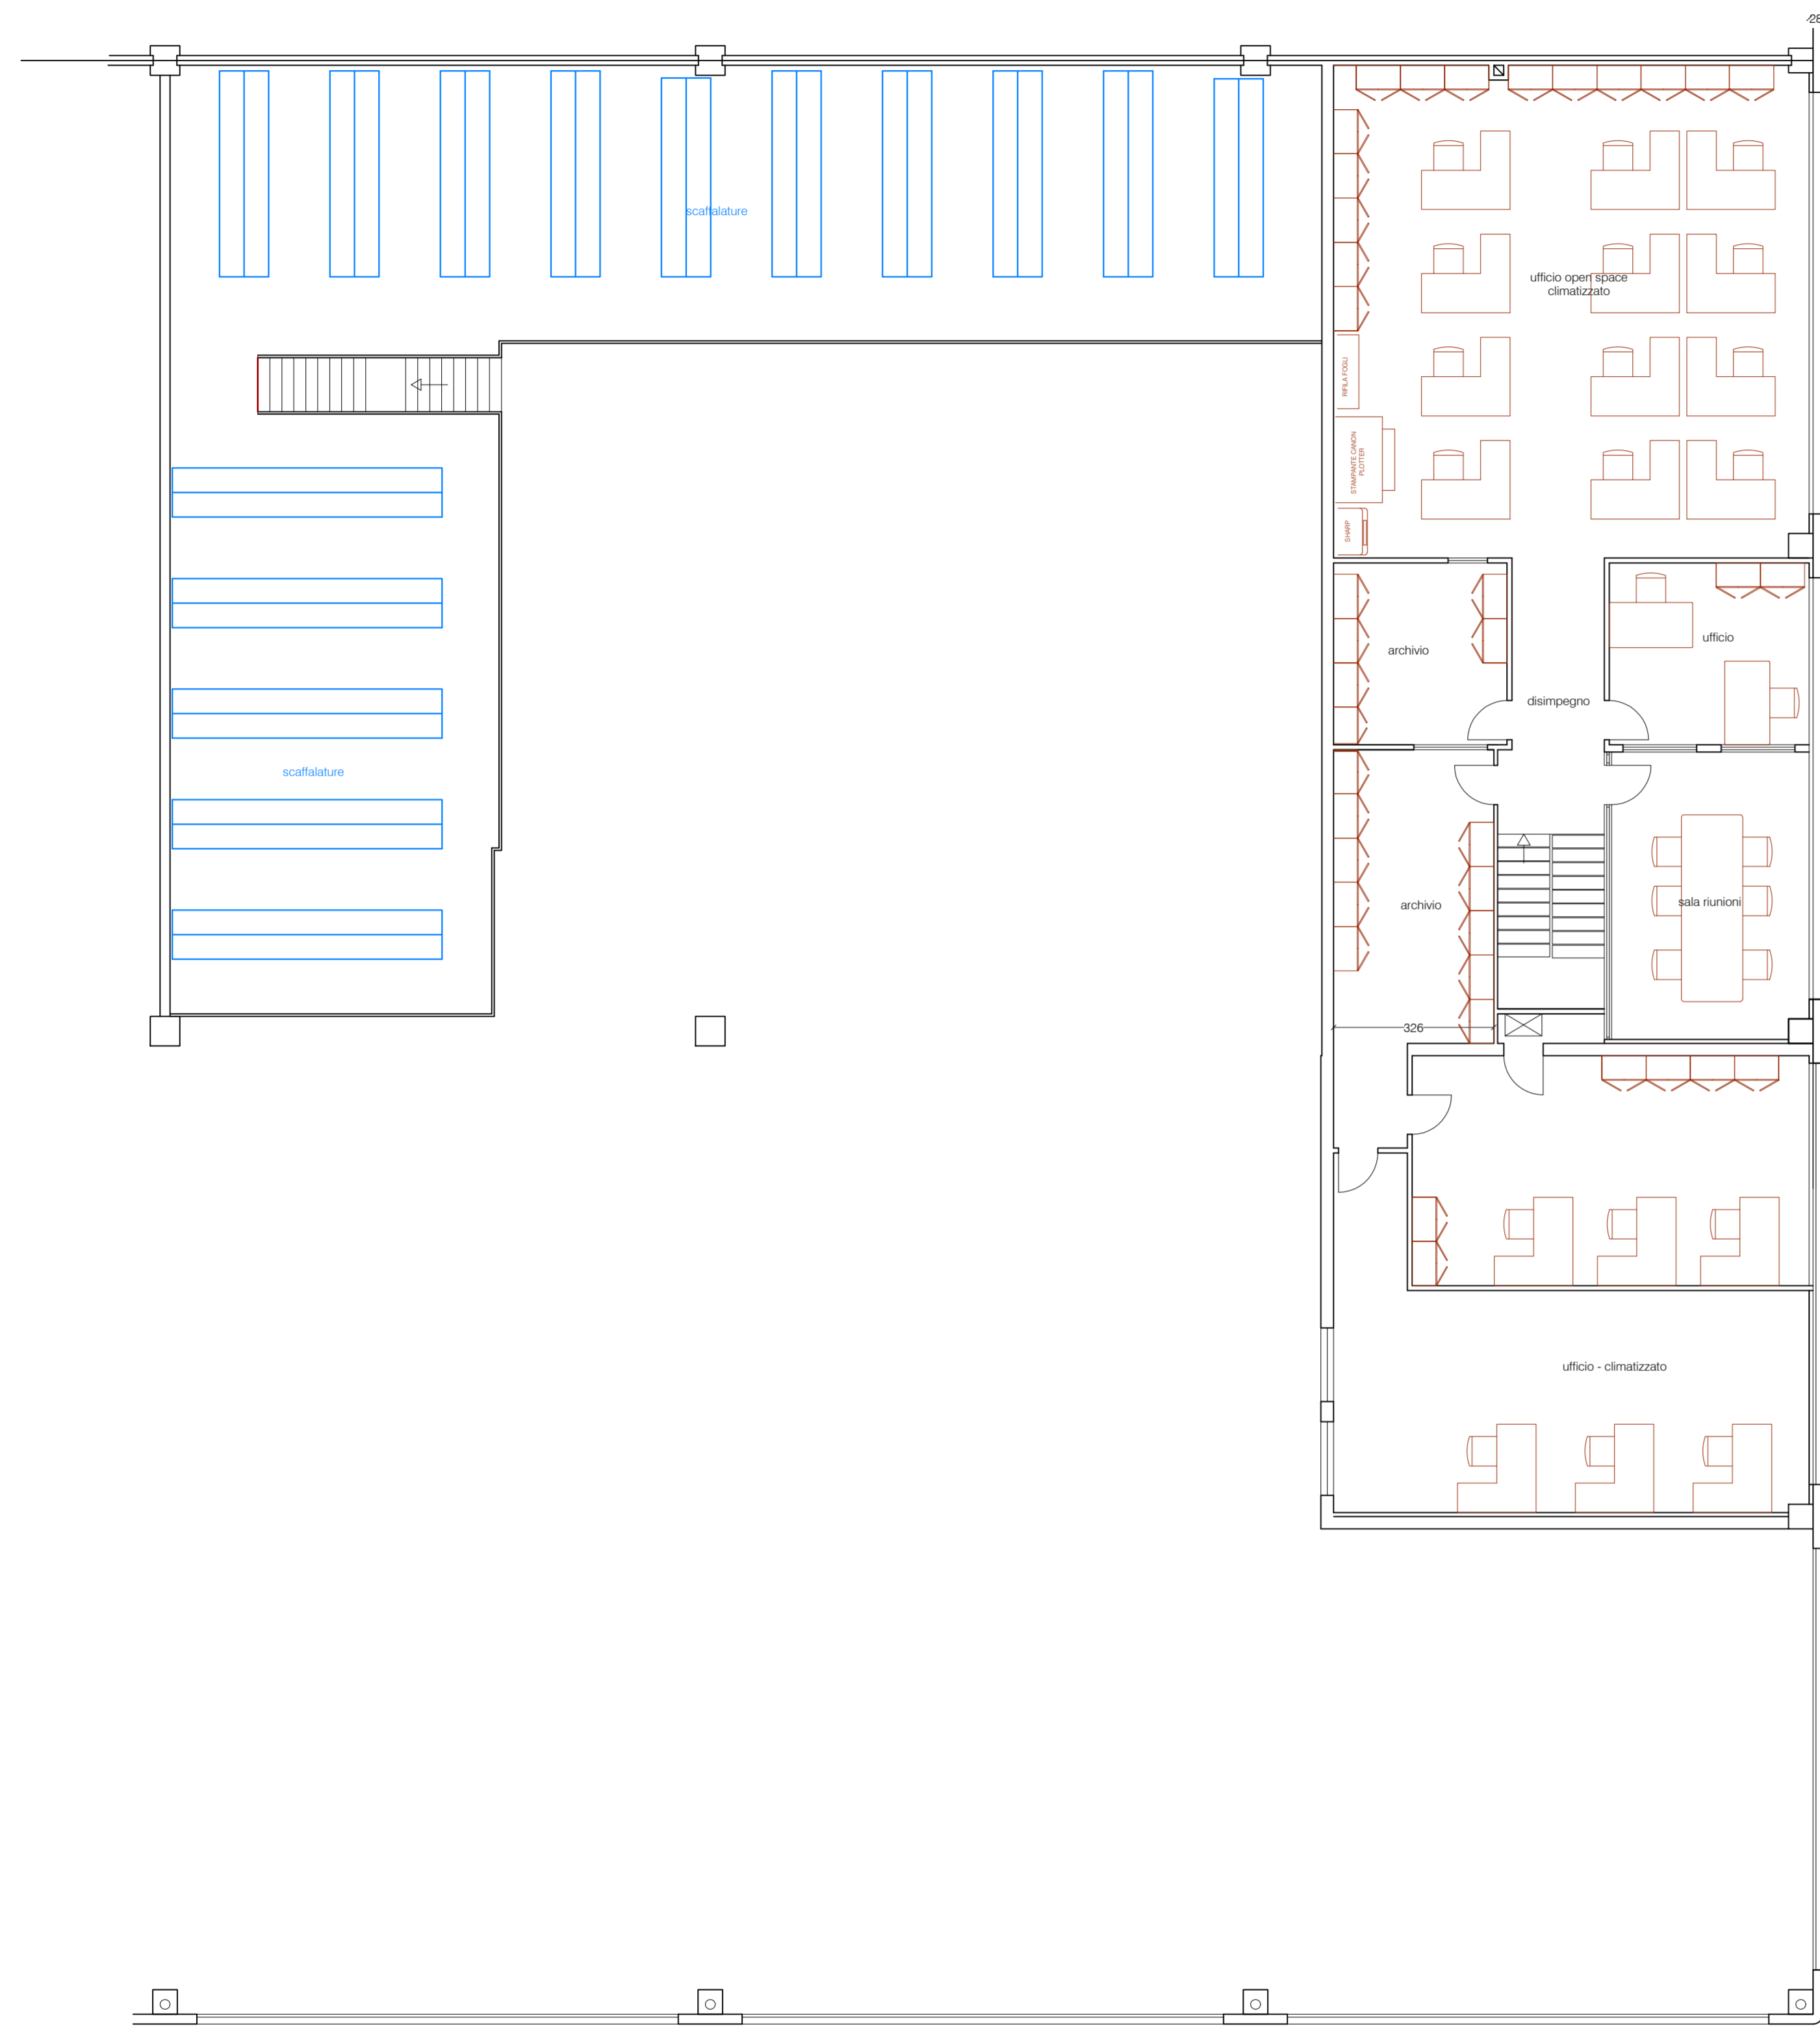 28
scaffalature
ufficio open space
climatizzato
RIFILA FOGLI
STAMPANTE CANON
PLOTTER
SHARP
ufficio
archivio
disimpegno
scaffalature
sala riunioni
archivio
326
ufficio - climatizzato